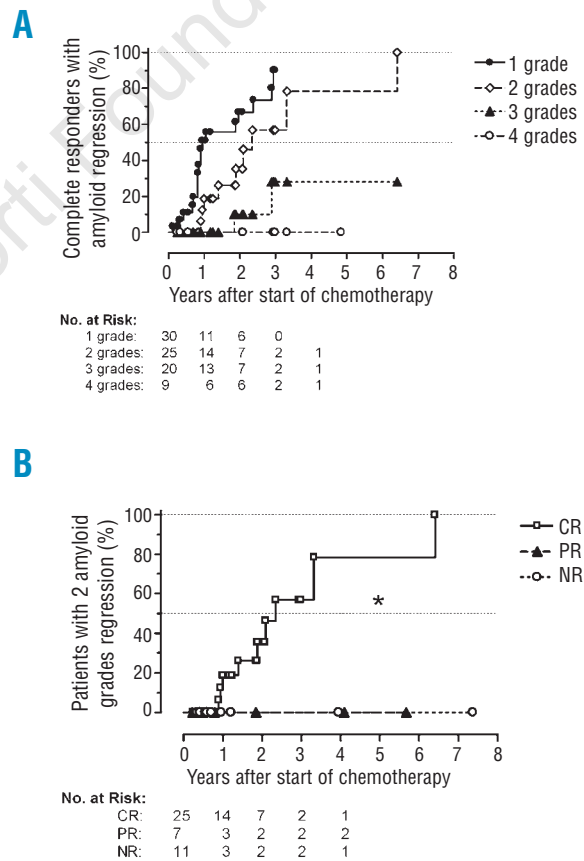 A
Complete responders with
amyloid regression (%)
100
80
60
40
20
0
0 1 2 3 4 5 6 7 8
Years after start of chemotherapy
1 grade
2 grades
3 grades
4 grades
No. at Risk:
1 grade: 30 11 6 0
2 grades: 25 14 7 2 1
3 grades: 20 13 7 2 1
4 grades: 9 6 6 2 1
B
Patients with 2 amyloid
grades regression (%)
100
80
60
40
20
0
*
0 1 2 3 4 5 6 7 8
Years after start of chemotherapy
CR
PR
NR
No. at Risk:
CR: 25 14 7 2 1
PR: 7 3 2 2 2
NR: 11 3 2 2 1